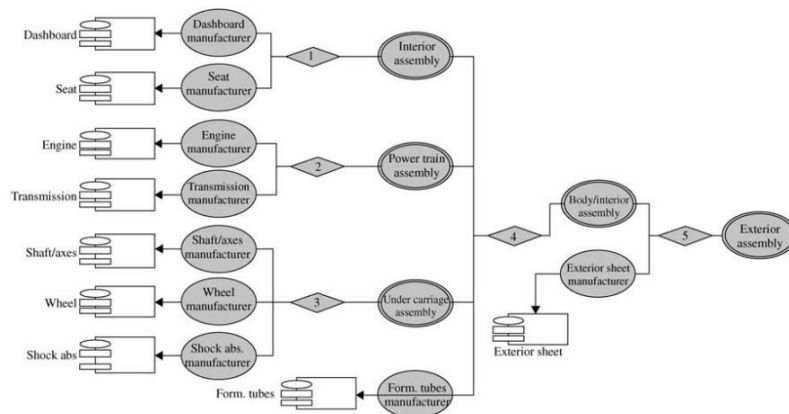 Dashboard
Dashboard
manufacturer
1
Interior
assembly
Seat
Seat
manufacturer
Engine
Engine
manufacturer
2
Power train
assembly
Transmission
Transmission
manufacturer
Body/interior
assembly
4
5
Exterior
assembly
Shaft/axes
Shaft/axes
manufacturer
Exterior sheet
manufacturer
Wheel
Wheel
manufacturer
3
Under carriage
assembly
Exterior sheet
Shock abs
Shock abs.
manufacturer
Form. tubes
Form. tubes
manufacturer